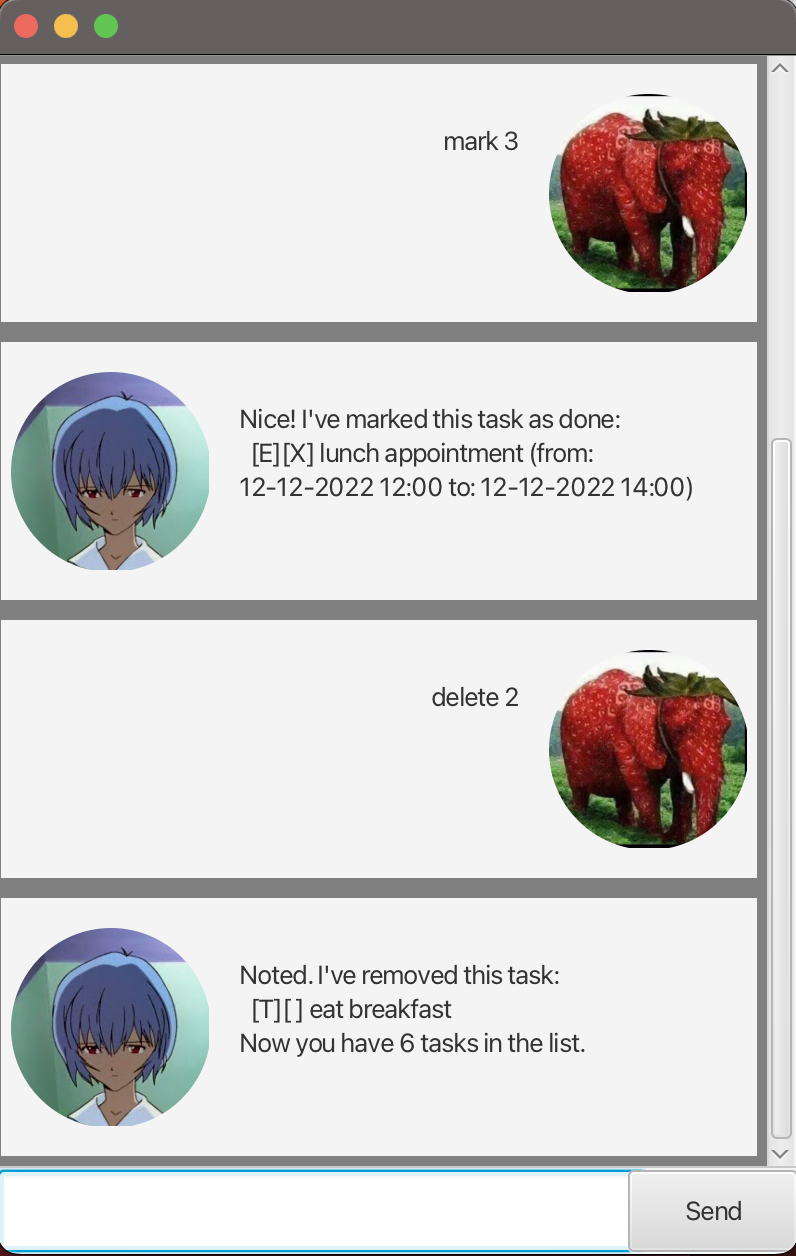 mark 3
Nice! I've marked this task as done:
[E][X] lunch appointment (from:
12-12-2022 12:00 to: 12-12-2022 14:00)
delete 2
Noted. I've removed this task:
[T][ ] eat breakfast
Now you have 6 tasks in the list.
Send